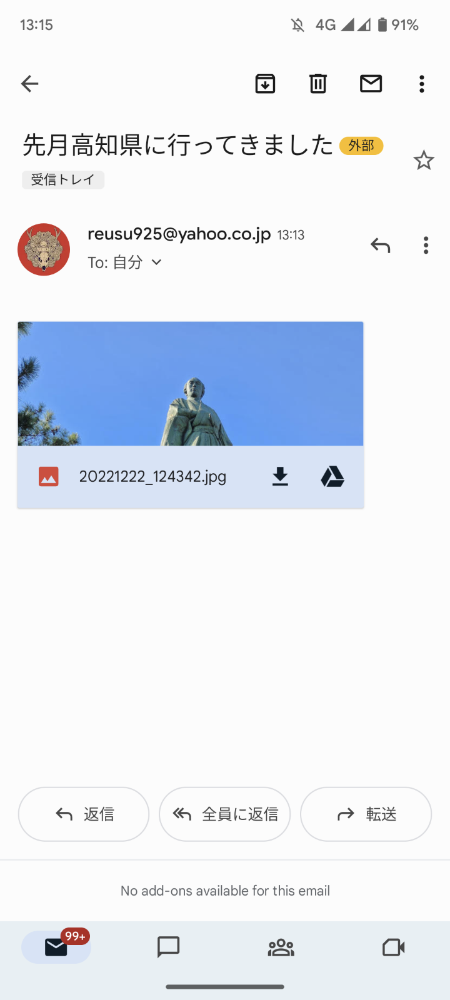 13:15
4G 91%
先月高知県に行ってきました 外部
受信トレイ
reusu925@yahoo.co.jp 13:13
To: 自分
20221222_124342.jpg
返信
全員に返信
転送
No add-ons available for this email
99+